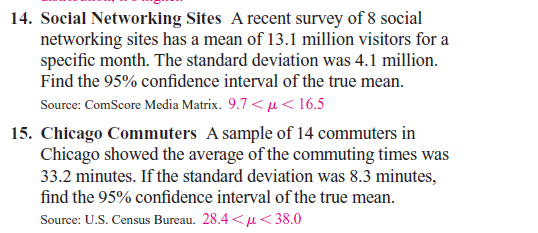 14. Social Networking Sites A recent survey of 8 social
networking sites has a mean of 13.1 million visitors for a
specific month. The standard deviation was 4.1 million.
Find the 95% confidence interval of the true mean.
Source: ComScore Media Matrix. 9.7 < μ < 16.5
15. Chicago Commuters A sample of 14 commuters in
Chicago showed the average of the commuting times was
33.2 minutes. If the standard deviation was 8.3 minutes,
find the 95% confidence interval of the true mean.
Source: U.S. Census Bureau. 28.4 < μ < 38.0